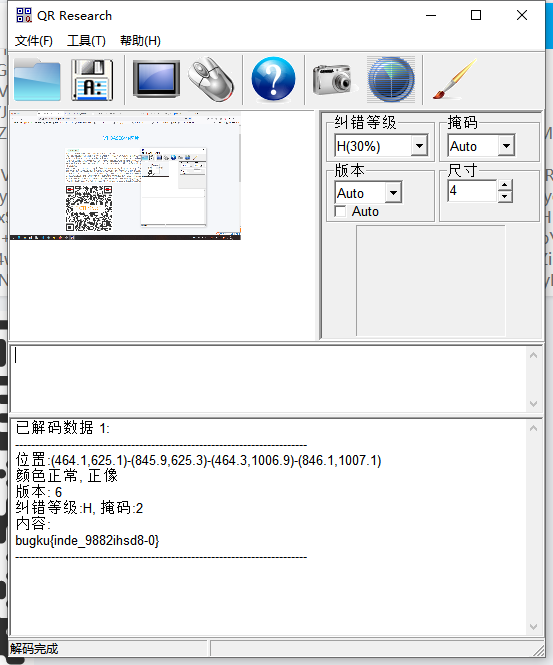 QR Research
文件(F) 工具(T) 帮助(H)
A:
?
纠错等级
掩码
H(30%)
Auto
版本
尺寸
Auto
4
Auto
已解码数据 1:
---------------------------------------------------------------------------
位置:(464.1,625.1)-(845.9,625.3)-(464.3,1006.9)-(846.1,1007.1)
颜色正常, 正像
版本: 6
纠错等级:H, 掩码:2
内容:
bugku{inde_9882ihsd8-0}
---------------------------------------------------------------------------
解码完成